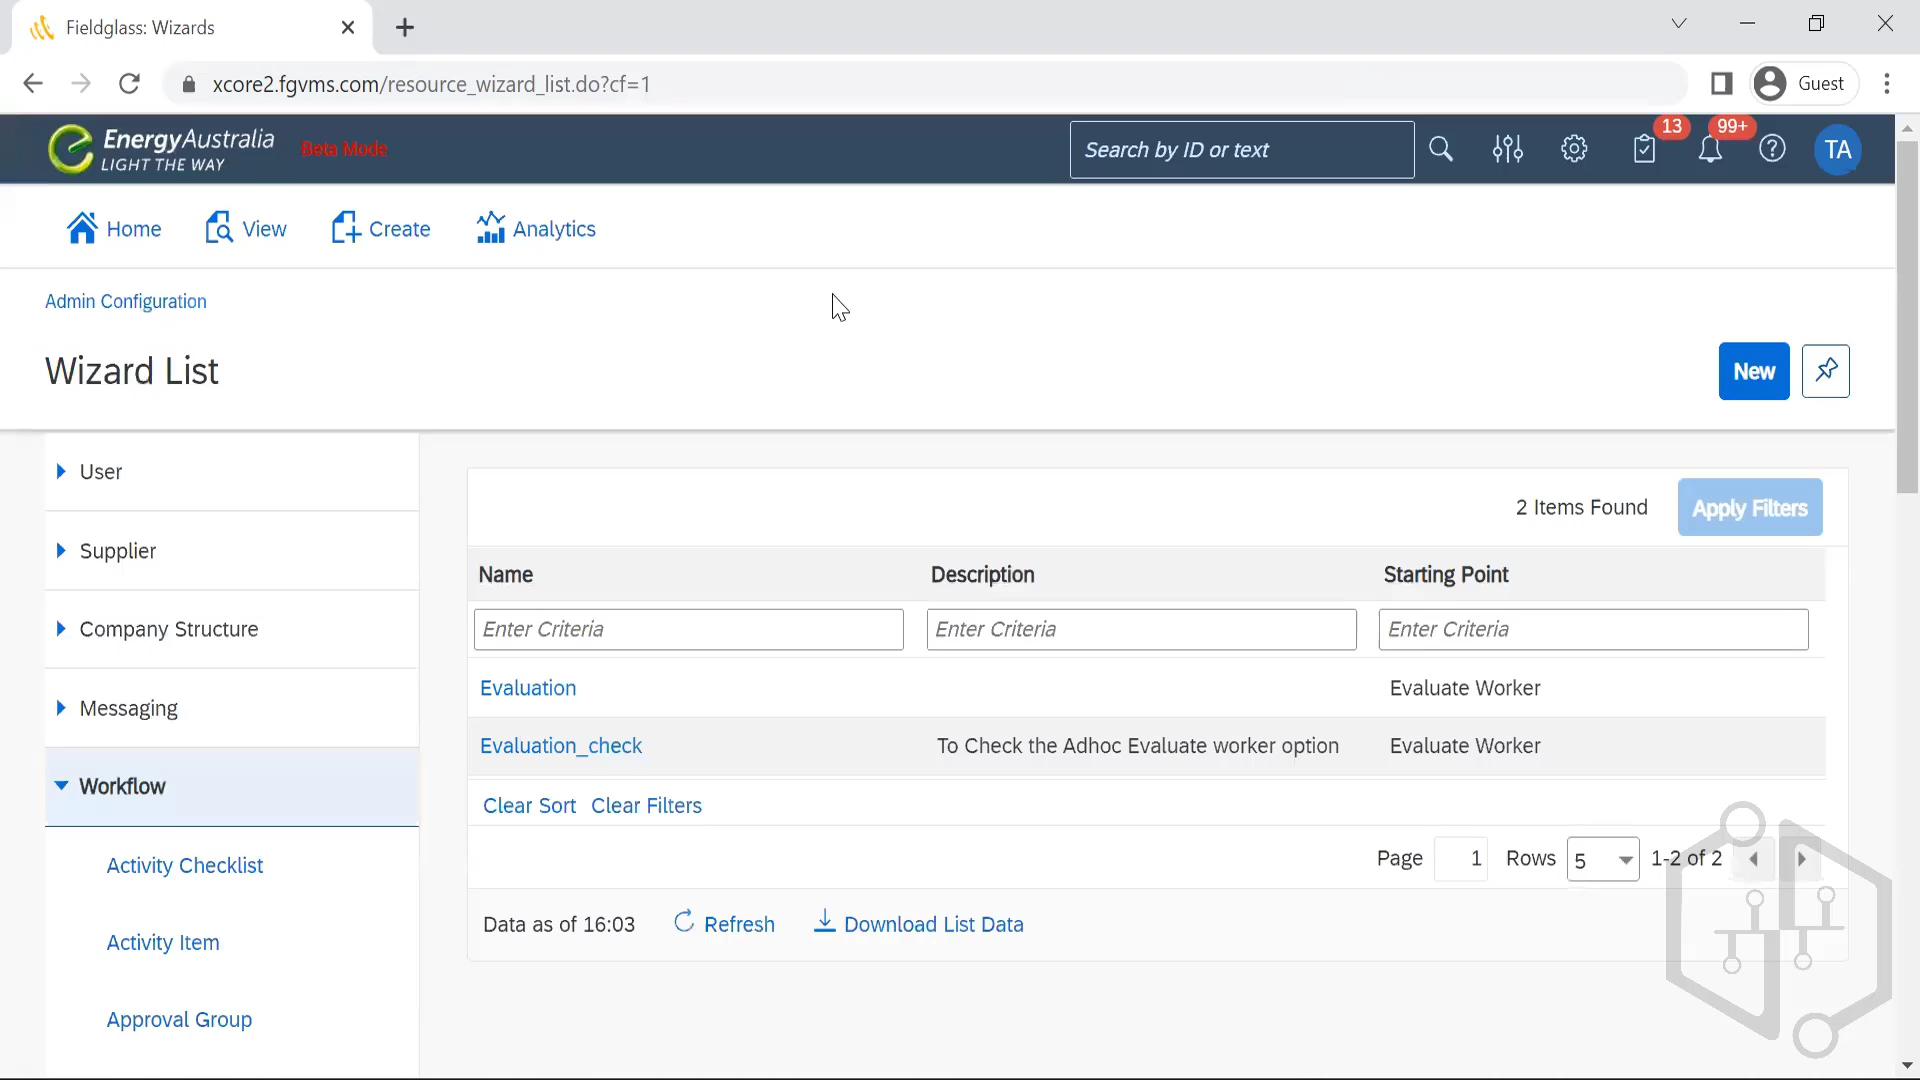 Fieldglass: Wizards
xcore2.fgvms.com/resource_wizard_list.do?cf=1
Guest
EnergyAustralia
LIGHT THE WAY
Beta Mode
Search by ID or text
13
99+
TA
Home
View
Create
Analytics
Admin Configuration
Wizard List
New
User
Supplier
Company Structure
Messaging
Workflow
Activity Checklist
Activity Item
Approval Group
2 Items Found
Apply Filters
Name Description Starting Point
Enter Criteria Enter Criteria Enter Criteria
Evaluation Evaluate Worker
Evaluation_check To Check the Adhoc Evaluate worker option Evaluate Worker
Clear Sort Clear Filters
Page 1 Rows 5 1-2 of 2
Data as of 16:03 Refresh Download List Data